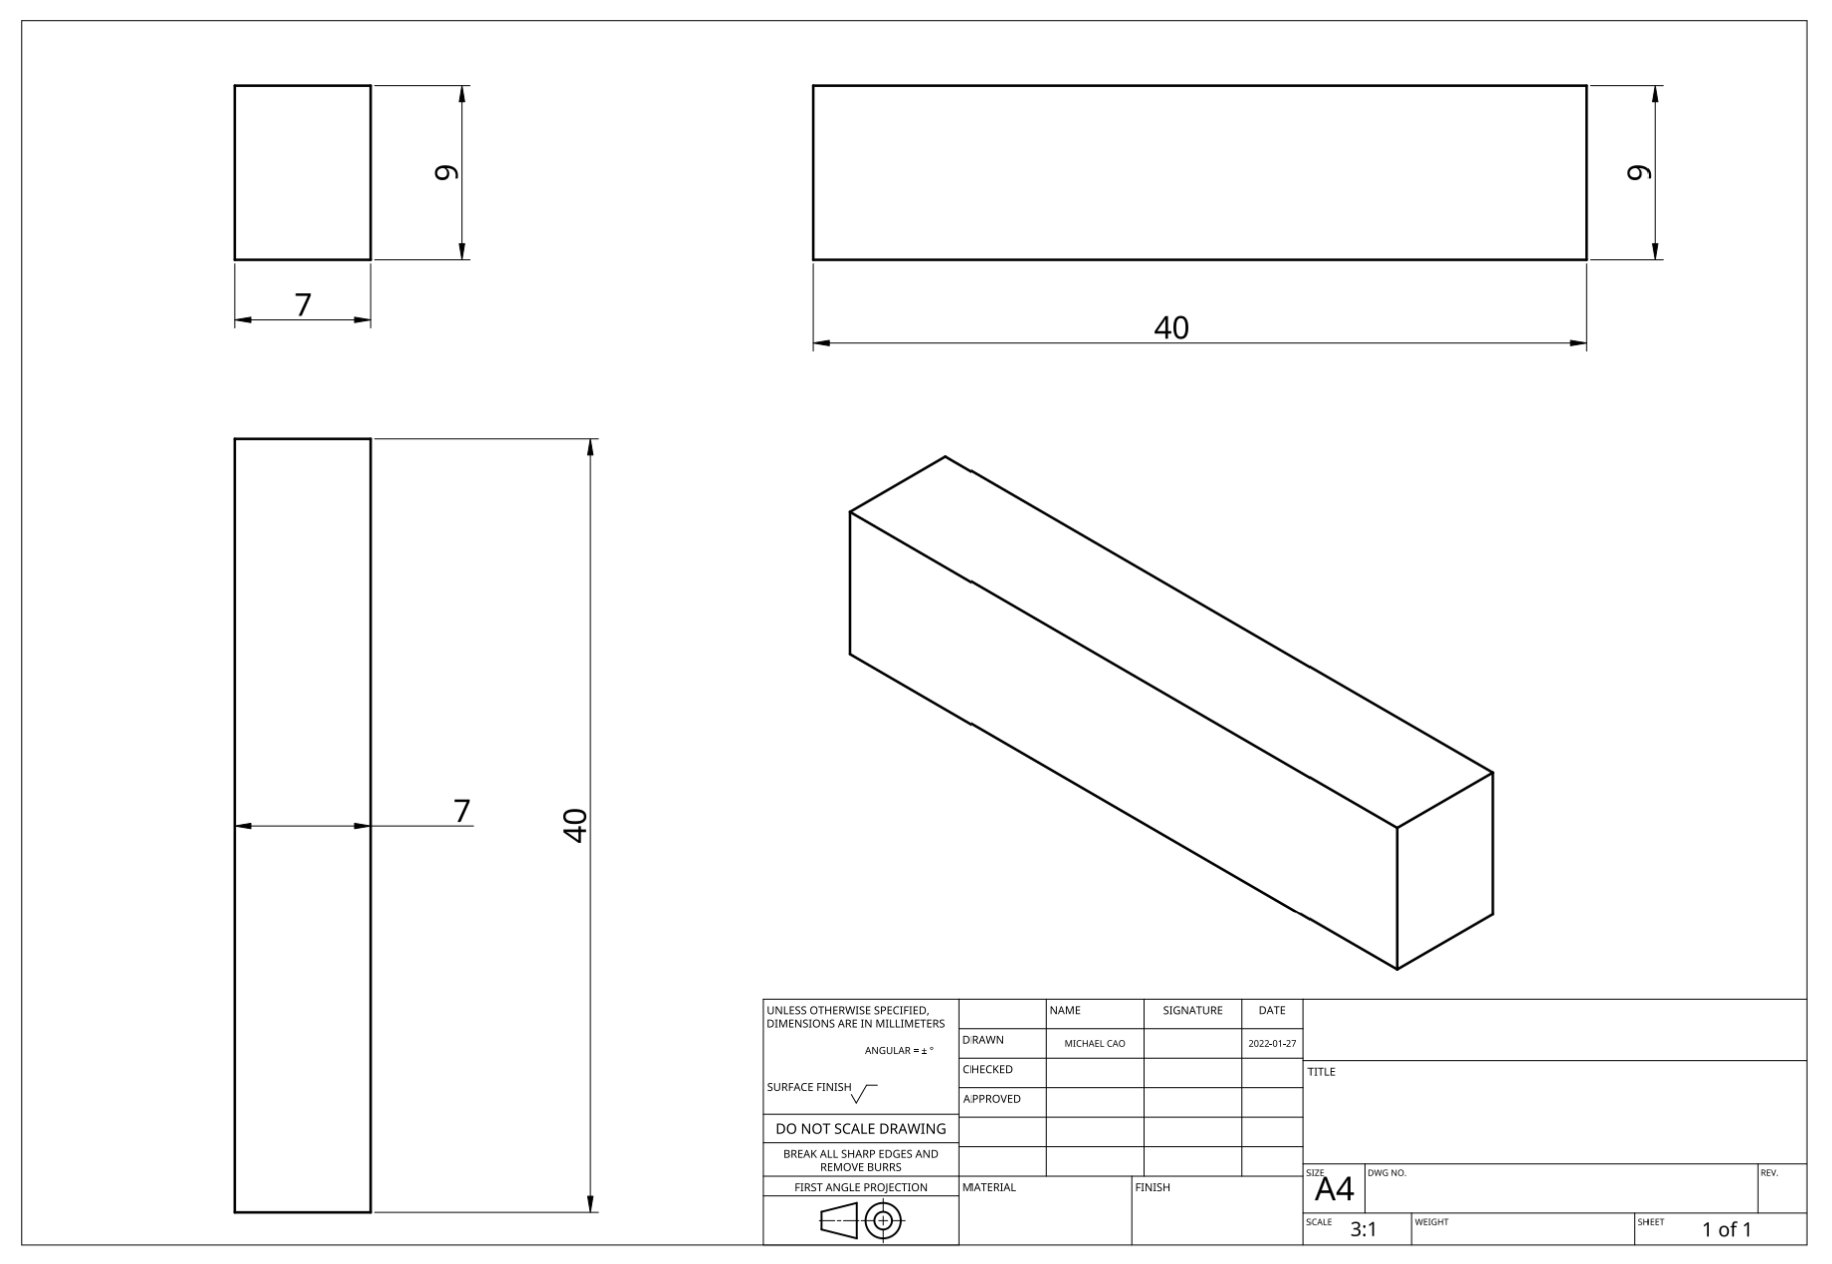 9
7
9
40
7
40
UNLESS OTHERWISE SPECIFIED,
DIMENSIONS ARE IN MILLIMETERS
ANGULAR = ± °
SURFACE FINISH
DO NOT SCALE DRAWING
BREAK ALL SHARP EDGES AND
REMOVE BURRS
FIRST ANGLE PROJECTION
NAME
SIGNATURE
DATE
DRAWN
MICHAEL CAO
2022-01-27
CHECKED
APPROVED
MATERIAL
FINISH
TITLE
SIZE
A4
DWG NO.
REV.
SCALE
3:1
WEIGHT
SHEET
1 of 1